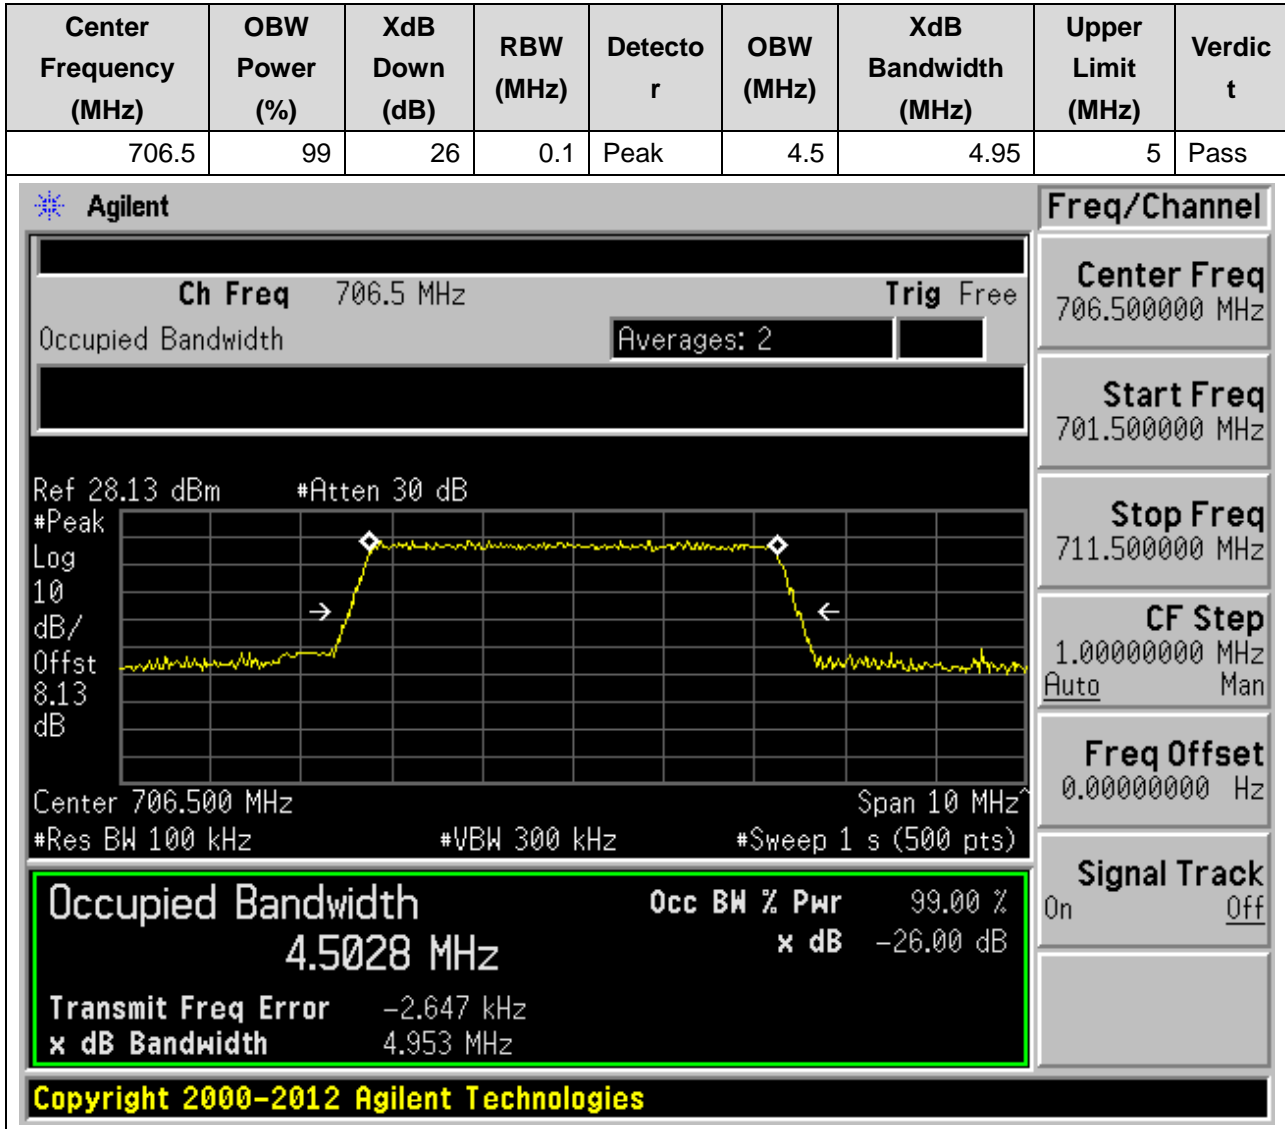 Center Frequency (MHz) OBW Power (%) XdB Down (dB) RBW (MHz) Detecto r OBW (MHz) XdB Bandwidth (MHz) Upper Limit (MHz) Verdic t
706.5 99 26 0.1 Peak 4.5 4.95 5 Pass
Agilent
Freq/Channel
Ch Freq 706.5 MHz Trig Free
Occupied Bandwidth Averages: 2
Center Freq
706.500000 MHz
Start Freq
701.500000 MHz
Stop Freq
711.500000 MHz
CF Step
1.00000000 MHz
Auto Man
Freq Offset
0.00000000 Hz
Signal Track
On Off
Ref 28.13 dBm #Atten 30 dB
#Peak
Log
10
dB/
Offst
8.13
dB
Center 706.500 MHz Span 10 MHz^
#Res BW 100 kHz #VBW 300 kHz #Sweep 1 s (500 pts)
Occupied Bandwidth
4.5028 MHz
Occ BW % Pwr 99.00 %
x dB -26.00 dB
Transmit Freq Error -2.647 kHz
x dB Bandwidth 4.953 MHz
Copyright 2000-2012 Agilent Technologies